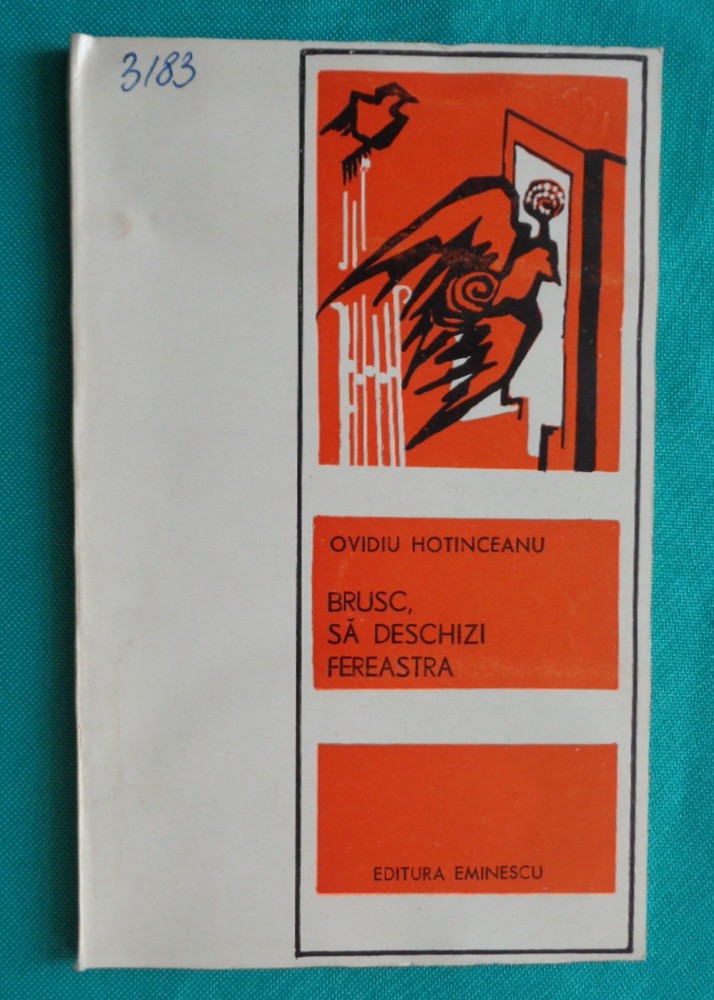 3183
OVIDIU HOTINCEANU
BRUSC,
SĂ DESCHIZI
FEREASTRA
EDITURA EMINESCU